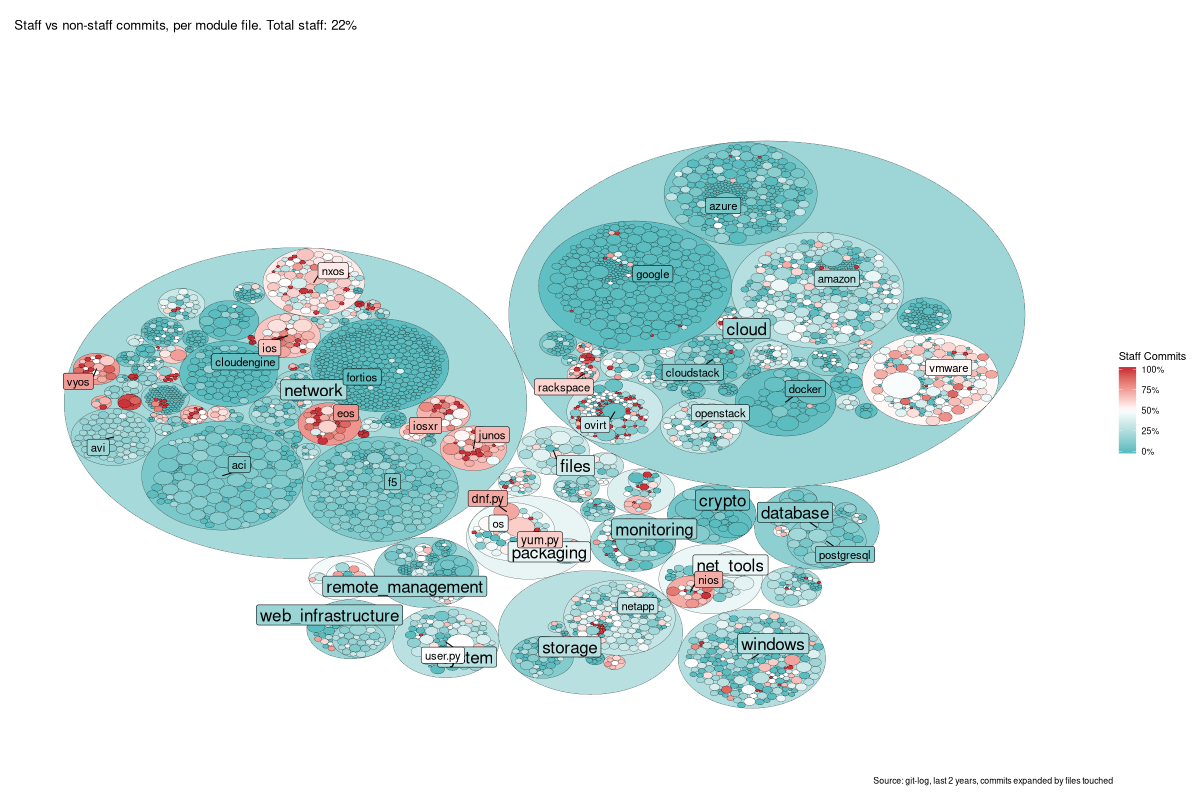 Staff vs non-staff commits, per module file. Total staff: 22%
azure
nxos
google
amazon
cloud
ios
cloudengine
fortios
network
vyos
cloudstack
vmware
rackspace
docker
eos
iosxr
ovirt
openstack
junos
avi
aci
f5
files
dnf.py
os
yum.py
packaging
crypto
monitoring
database
postgresql
net_tools
nios
remote_management
web_infrastructure
netapp
storage
windows
user.py
Staff Commits
100%
75%
50%
25%
0%
Source: git-log, last 2 years, commits expanded by files touched